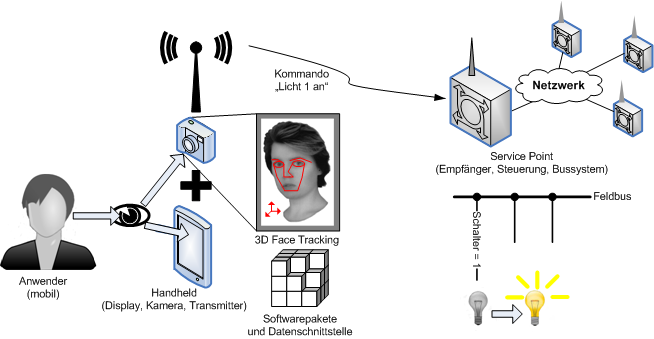 Kommando
„Licht 1 an“
Netzwerk
Service Point
(Empfänger, Steuerung, Bussystem)
Feldbus
Schalter = 1
3D Face Tracking
Anwender
(mobil)
Handheld
(Display, Kamera, Transmitter)
Softwarepakete
und Datenschnittstelle